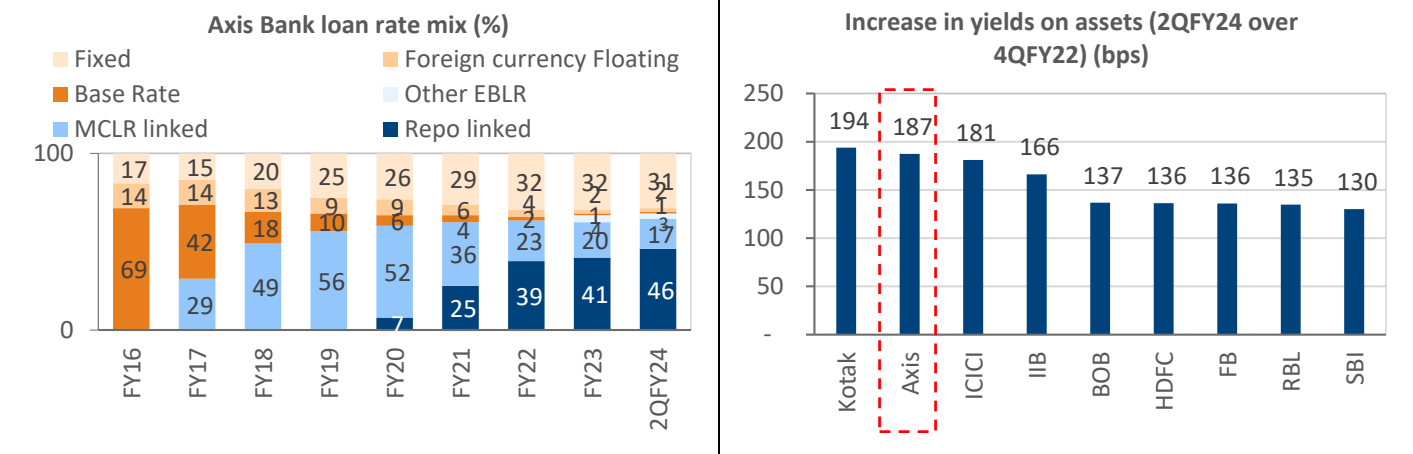 Axis Bank loan rate mix (%)
Fixed
Foreign currency Floating
Base Rate
Other EBLR
MCLR linked
Repo linked
100
17 15 20 25 26 29 32 32 31
14 14 13 9 9 6 4 2 2
69 42 18 10 6 4 2 1 1
4 3
29 49 56 52 36 23 20 17
7 25 39 41 46
0
FY16 FY17 FY18 FY19 FY20 FY21 FY22 FY23 2QFY24
Increase in yields on assets (2QFY24 over
4QFY22) (bps)
250
200
150
100
50
-
194 187 181 166 137 136 136 135 130
Kotak Axis ICICI IIB BOB HDFC FB RBL SBI